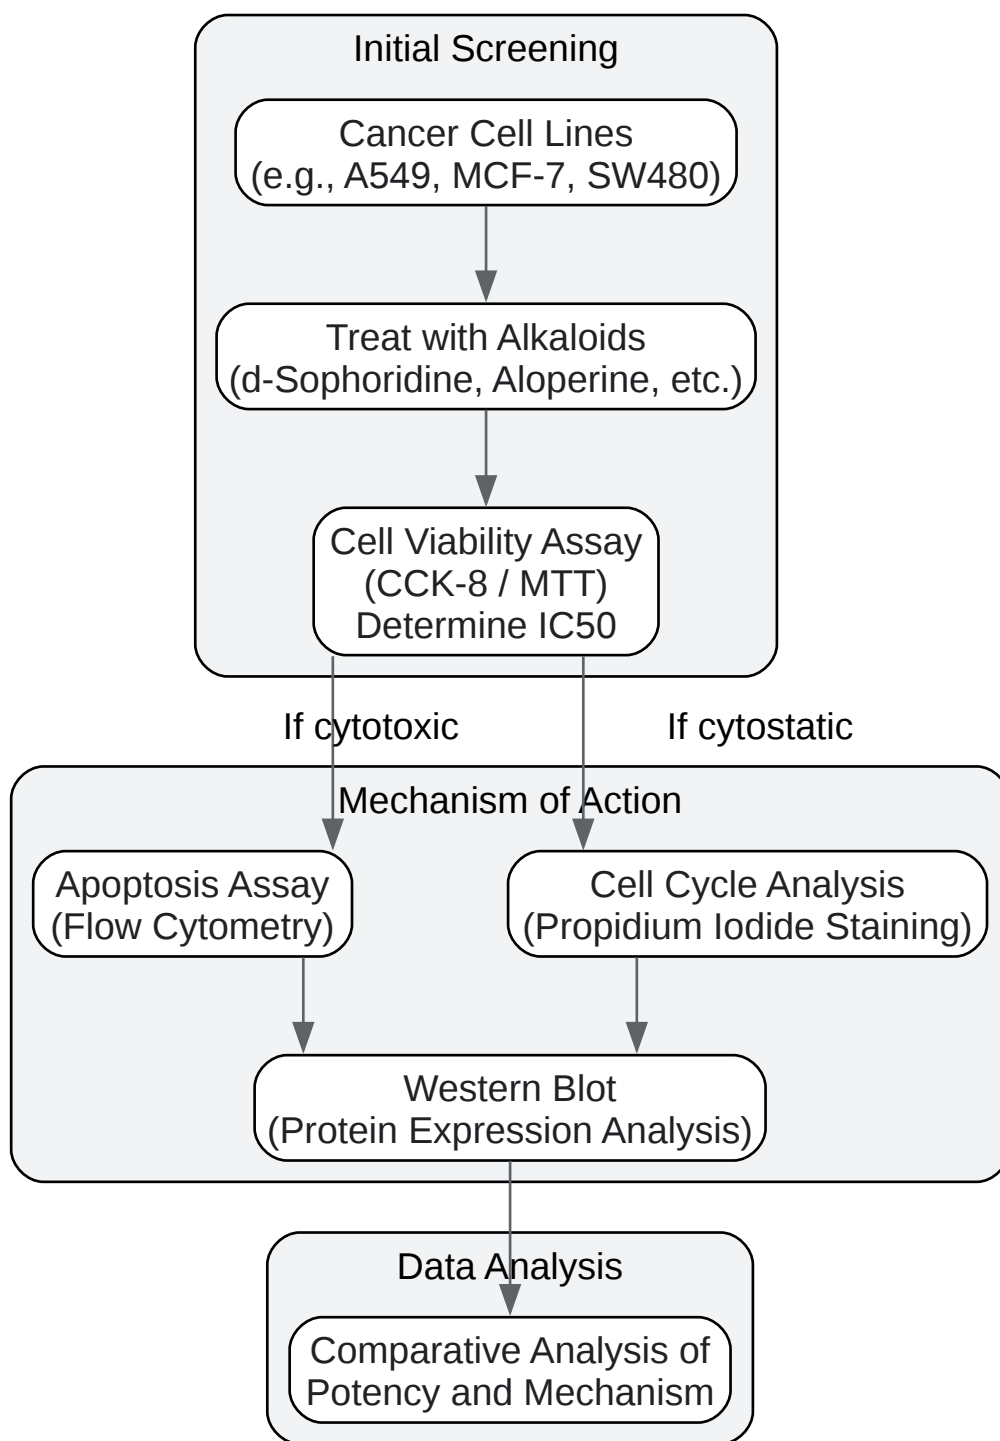 Initial Screening
Cancer Cell Lines
(e.g., A549, MCF-7, SW480)
Treat with Alkaloids
(d-Sophoridine, Aloperine, etc.)
Cell Viability Assay
(CCK-8 / MTT)
Determine IC50
If cytotoxic
If cytostatic
Mechanism of Action
Apoptosis Assay
(Flow Cytometry)
Cell Cycle Analysis
(Propidium Iodide Staining)
Western Blot
(Protein Expression Analysis)
Data Analysis
Comparative Analysis of
Potency and Mechanism